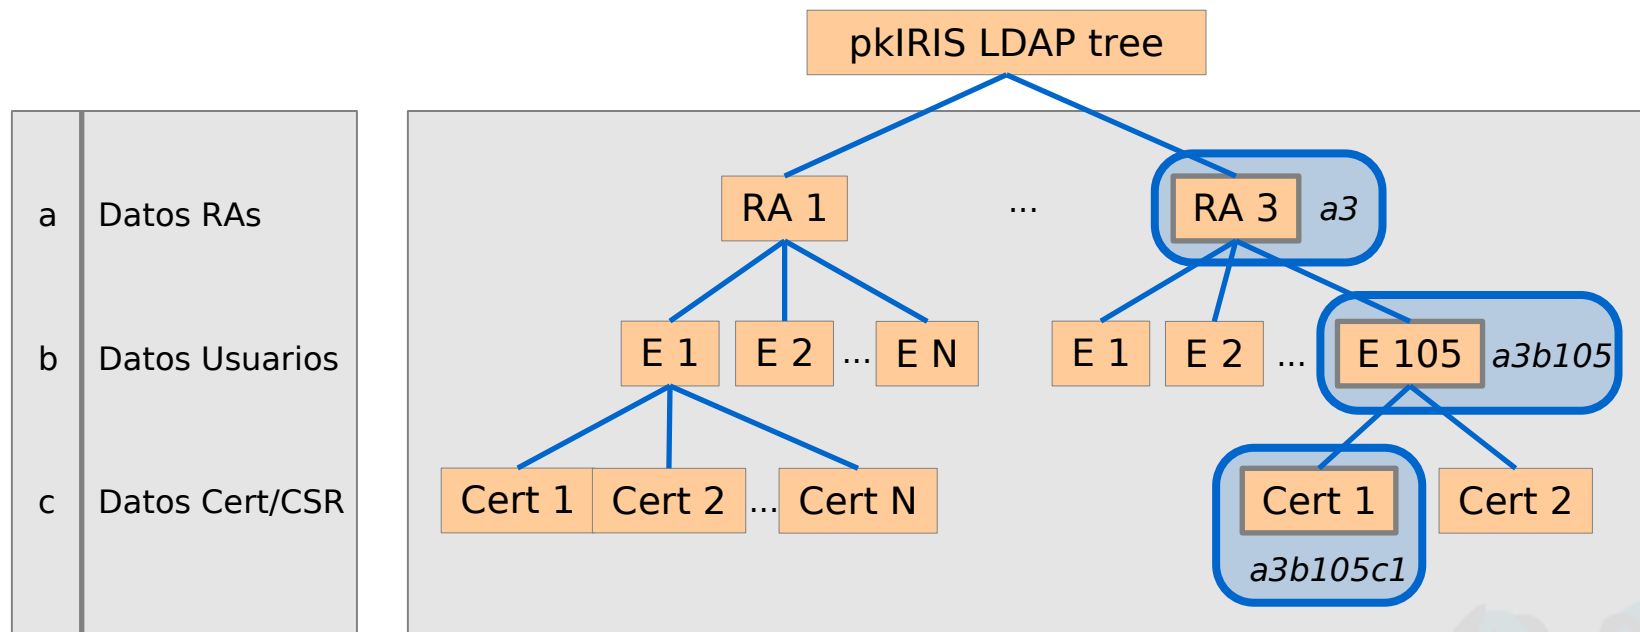 pkIRIS LDAP tree
a Datos RAs
RA 1 ... RA 3 a3
b Datos Usuarios
E 1 E 2 ... E N E 1 E 2 ... E 105 a3b105
c Datos Cert/CSR
Cert 1 Cert 2 ... Cert N Cert 1 Cert 2
a3b105c1